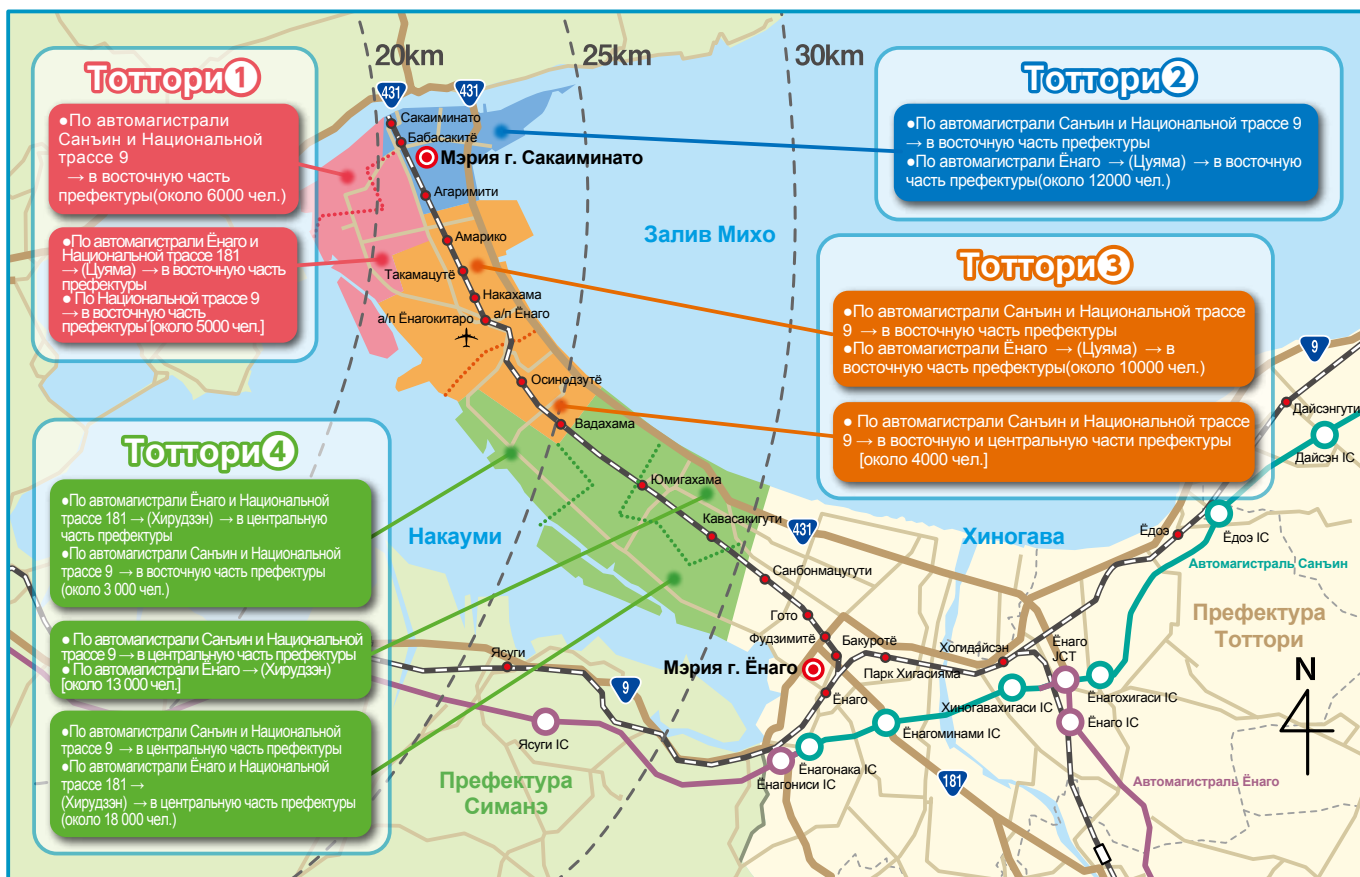 20km
25km
30km
Тоттори1
●По автомагистрали
Санъин и Национальной
трассе 9
→ в восточную часть
префектуры(около 6000 чел.)
●По автомагистрали Ёнаго и
Национальной трассе 181
→ (Цуяма) → в восточную часть
префектуры
● По Национальной трассе 9
→ в восточную часть
префектуры [около 5000 чел.]
Тоттори2
●По автомагистрали Санъин и Национальной трассе 9
→ в восточную часть префектуры
●По автомагистрали Ёнаго → (Цуяма) → в восточную
часть префектуры(около 12000 чел.)
Тоттори3
●По автомагистрали Санъин и Национальной трассе
9 → в восточную часть префектуры
●По автомагистрали Ёнаго → (Цуяма) → в
восточную часть префектуры(около 10000 чел.)
● По автомагистрали Санъин и Национальной трассе
9 → в восточную и центральную части префектуры
[около 4000 чел.]
Тоттори4
●По автомагистрали Ёнаго и Национальной
трассе 181 → (Хирудзэн) → в центральную
часть префектуры
●По автомагистрали Санъин и Национальной
трассе 9 → в восточную часть префектуры
(около 3 000 чел.)
● По автомагистрали Санъин и Национальной
трассе 9 → в центральную часть префектуры
● По автомагистрали Ёнаго → (Хирудзэн)
[около 13 000 чел.]
●По автомагистрали Санъин и Национальной
трассе 9 → в центральную часть префектуры
●По автомагистрали Ёнаго и Национальной
трассе 181 →
(Хирудзэн) → в центральную часть префектуры
(около 18 000 чел.)
431
431
Сакаиминато
Бабасакитё
Мэрия г. Сакаиминато
Агаримити
Залив Михо
Амарико
Такамацутё
Накахама
а/п Ёнагокитаро
а/п Ёнаго
Осинодзутё
Вадахама
9
Дайсэнгути
Дайсэн IC
Юмигахама
Кавасакигути
Накауми
431
Хиногава
Ёдоэ
Ёдоэ IC
Автомагистраль Санъин
Санбонмацугути
Гото
Фудзимитё
Бакуротё
Префектура
Тоттори
Ясуги
Мэрия г. Ёнаго
Парк Хигасияма
Хогидайсэн
Ёнаго
JCT
N
9
Ёнаго
Хиногавахигаси IC
Ёнагохигаси IC
Ёнаго IC
Ясуги IC
Ёнагоминами IC
Ёнагонака IC
Ёнагониси IC
Префектура
Симанэ
181
Автомагистраль Ёнаго